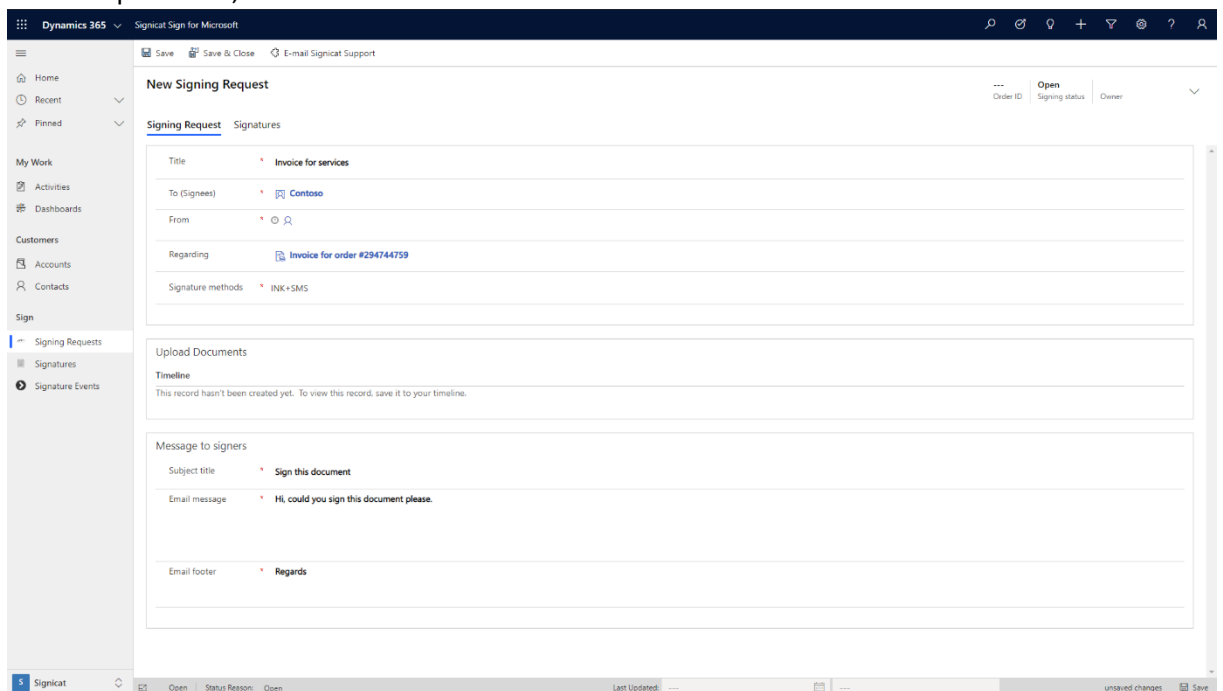 Dynamics 365 Signicat Sign for Microsoft
Save Save & Close E-mail Signicat Support
Home
Recent
Pinned
My Work
Activities
Dashboards
Customers
Accounts
Contacts
Sign
Signing Requests
Signatures
Signature Events
S Signicat
New Signing Request
--- Open
Order ID Signing status Owner
Signing Request Signatures
Title * Invoice for services
To (Signees) * Contoso
From *
Regarding Invoice for order #294744759
Signature methods * INK+SMS
Upload Documents
Timeline
This record hasn't been created yet. To view this record, save it to your timeline.
Message to signers
Subject title * Sign this document
Email message * Hi, could you sign this document please.
Email footer * Regards
Open Status Reason: Open Last Updated: --- --- unsaved changes Save